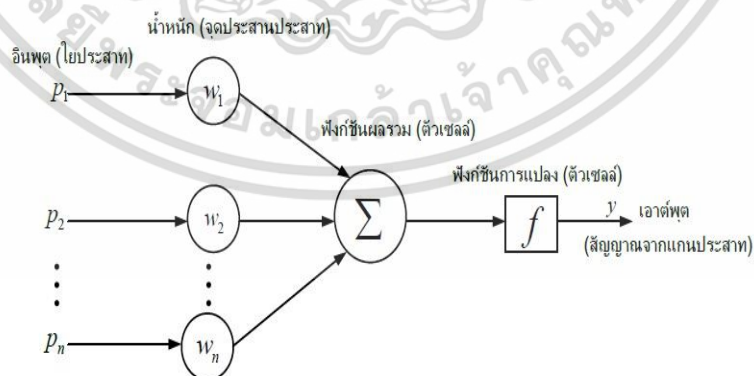 น้ำหนัก (จุดประสานประสาท)
อินพุต (ใยประสาท)
p₁
w₁
ฟังก์ชันผลรวม (ตัวเซลล์)
ฟังก์ชันการแปลง (ตัวเซลล์)
p₂
w₂
Σ
f
y
เอาต์พุต
(สัญญาณจากแกนประสาท)
pₙ
wₙ